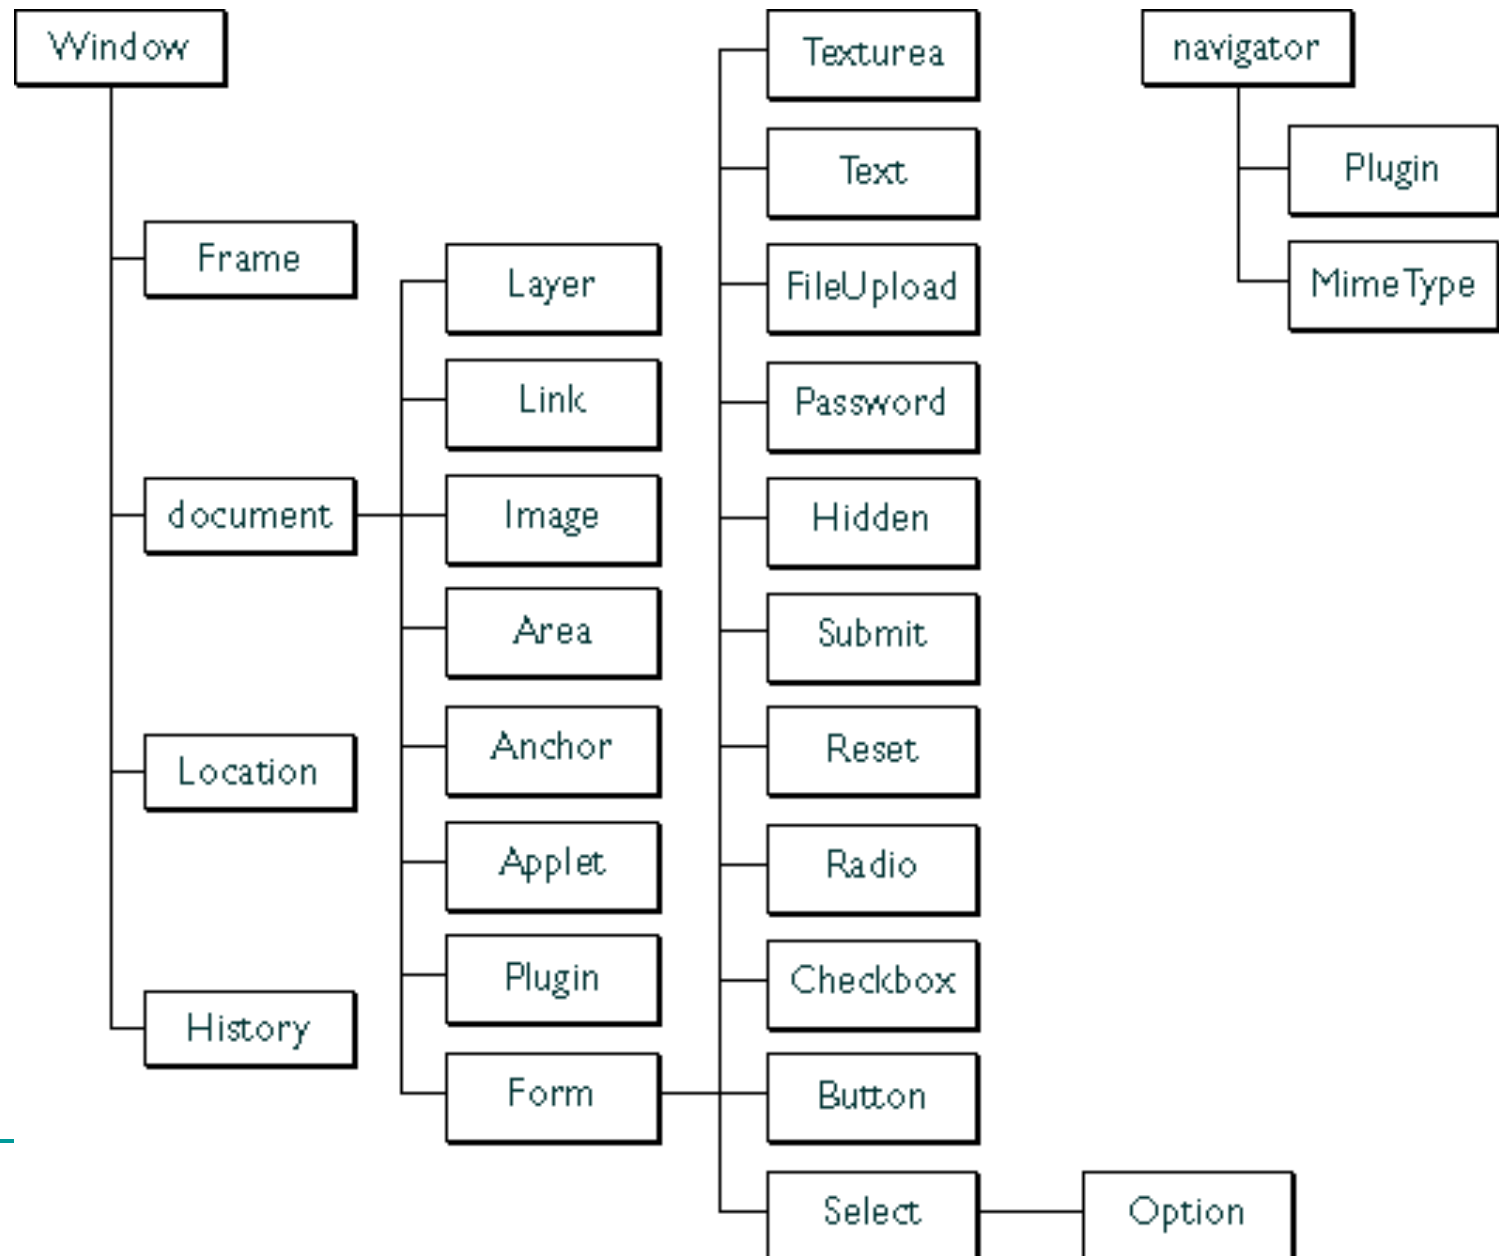 Window
Frame
document
Location
History
Layer
Link
Image
Area
Anchor
Applet
Plugin
Form
Texturea
Text
FileUpload
Password
Hidden
Submit
Reset
Radio
Checkbox
Button
Select
Option
navigator
Plugin
MimeType